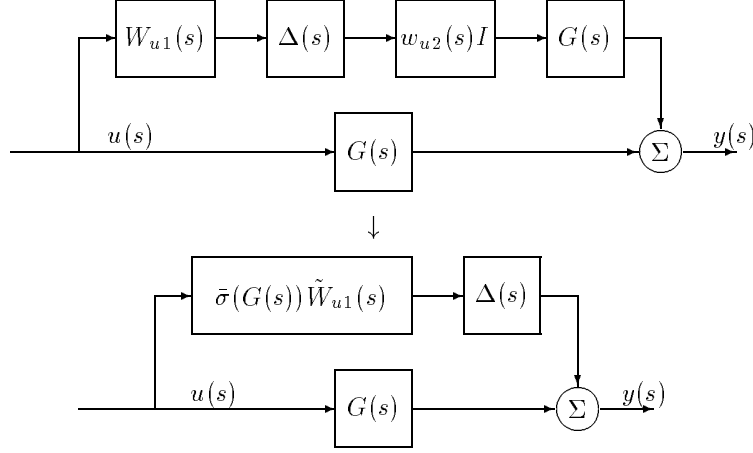 W_{u1}(s) Δ(s) w_{u2}(s)I G(s)
u(s) G(s) Σ y(s)
↓
σ̄(G(s))W̃_{u1}(s) Δ(s)
u(s) G(s) Σ y(s)